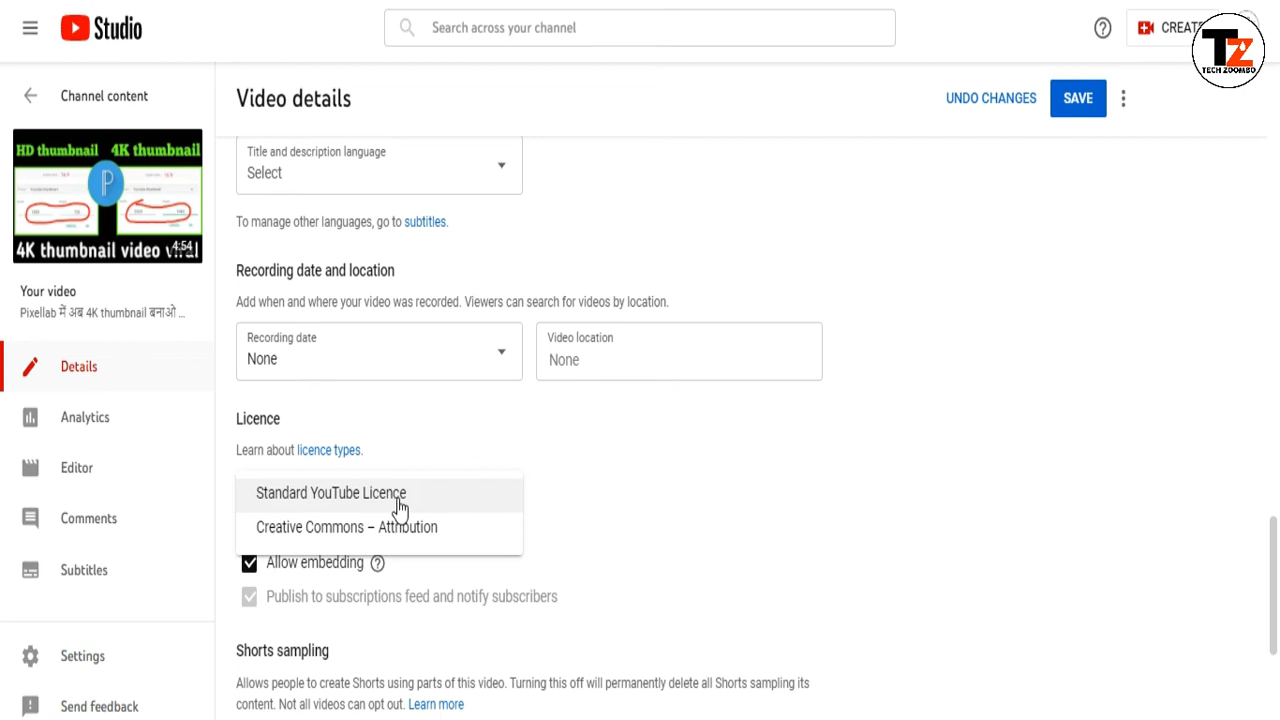 Studio
Search across your channel
CREATE
TZ
TECH ZOOMBO
Channel content
Video details
UNDO CHANGES
SAVE
HD thumbnail 4K thumbnail
P
4K thumbnail video viral
4:54
Your video
Pixellab में अब 4K thumbnail बनाओ ...
Details
Analytics
Editor
Comments
Subtitles
Settings
Send feedback
Title and description language
Select
To manage other languages, go to subtitles.
Recording date and location
Add when and where your video was recorded. Viewers can search for videos by location.
Recording date
None
Video location
None
Licence
Learn about licence types.
Standard YouTube Licence
Creative Commons – Attribution
Allow embedding
Publish to subscriptions feed and notify subscribers
Shorts sampling
Allows people to create Shorts using parts of this video. Turning this off will permanently delete all Shorts sampling its
content. Not all videos can opt out. Learn more